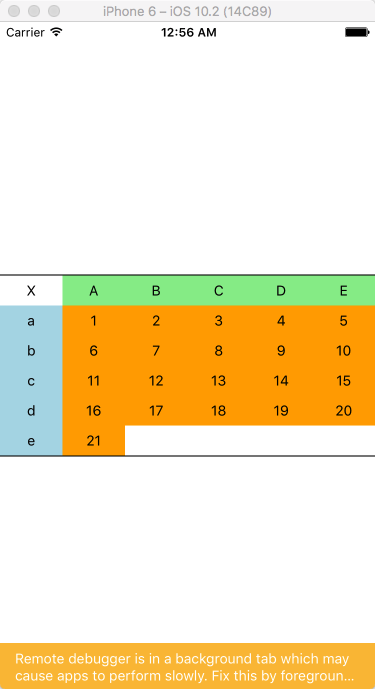 iPhone 6 – iOS 10.2 (14C89)
Carrier 12:56 AM
X A B C D E
a 1 2 3 4 5
b 6 7 8 9 10
c 11 12 13 14 15
d 16 17 18 19 20
e 21
Remote debugger is in a background tab which may
cause apps to perform slowly. Fix this by foregroun...